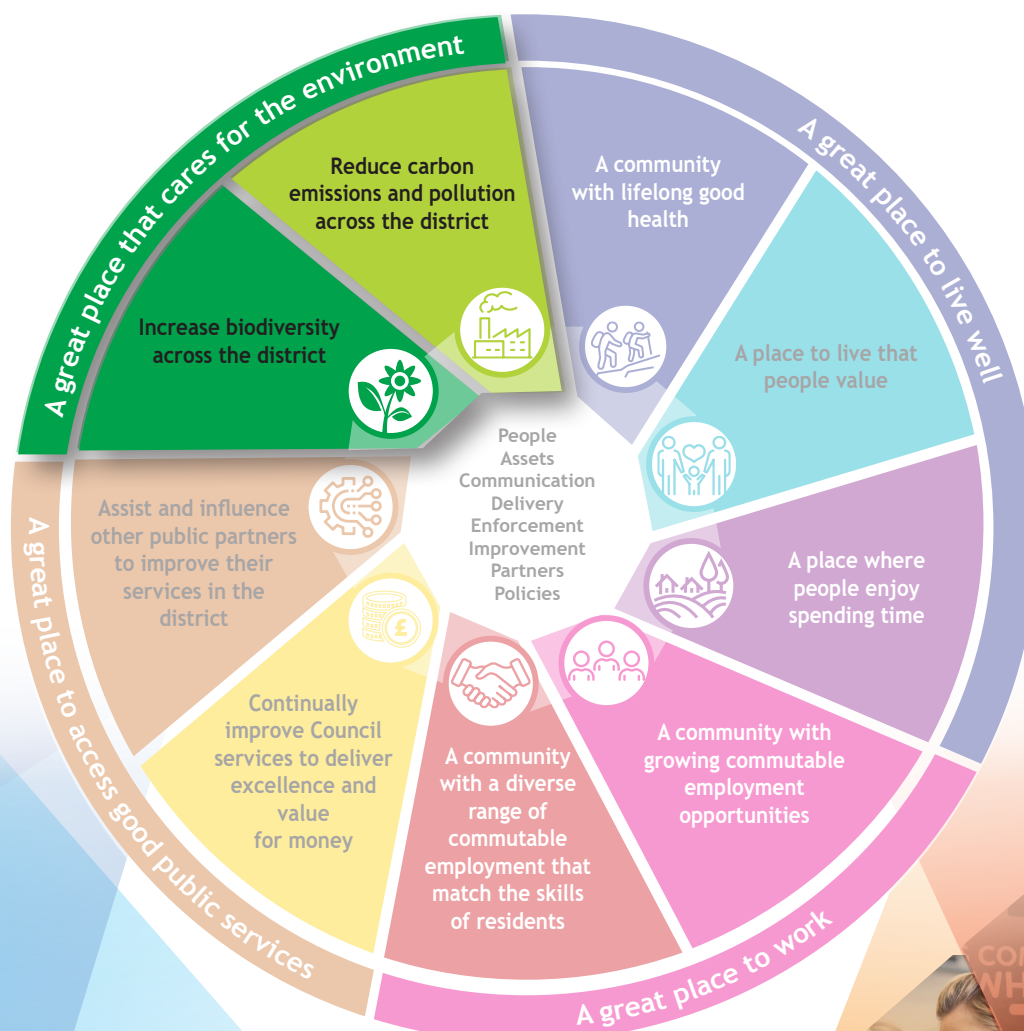 A great place that cares for the environment
Reduce carbon
emissions and pollution
across the district
Increase biodiversity
across the district
A great place to live well
A community
with lifelong good
health
A place to live that
people value
A place where
people enjoy
spending time
A great place to work
A community with
growing commutable
employment
opportunities
A community
with a diverse
range of
commutable
employment that
match the skills
of residents
A great place to access good public services
Continually
improve Council
services to deliver
excellence and
value
for money
£
Assist and influence
other public partners
to improve their
services in the
district
People
Assets
Communication
Delivery
Enforcement
Improvement
Partners
Policies